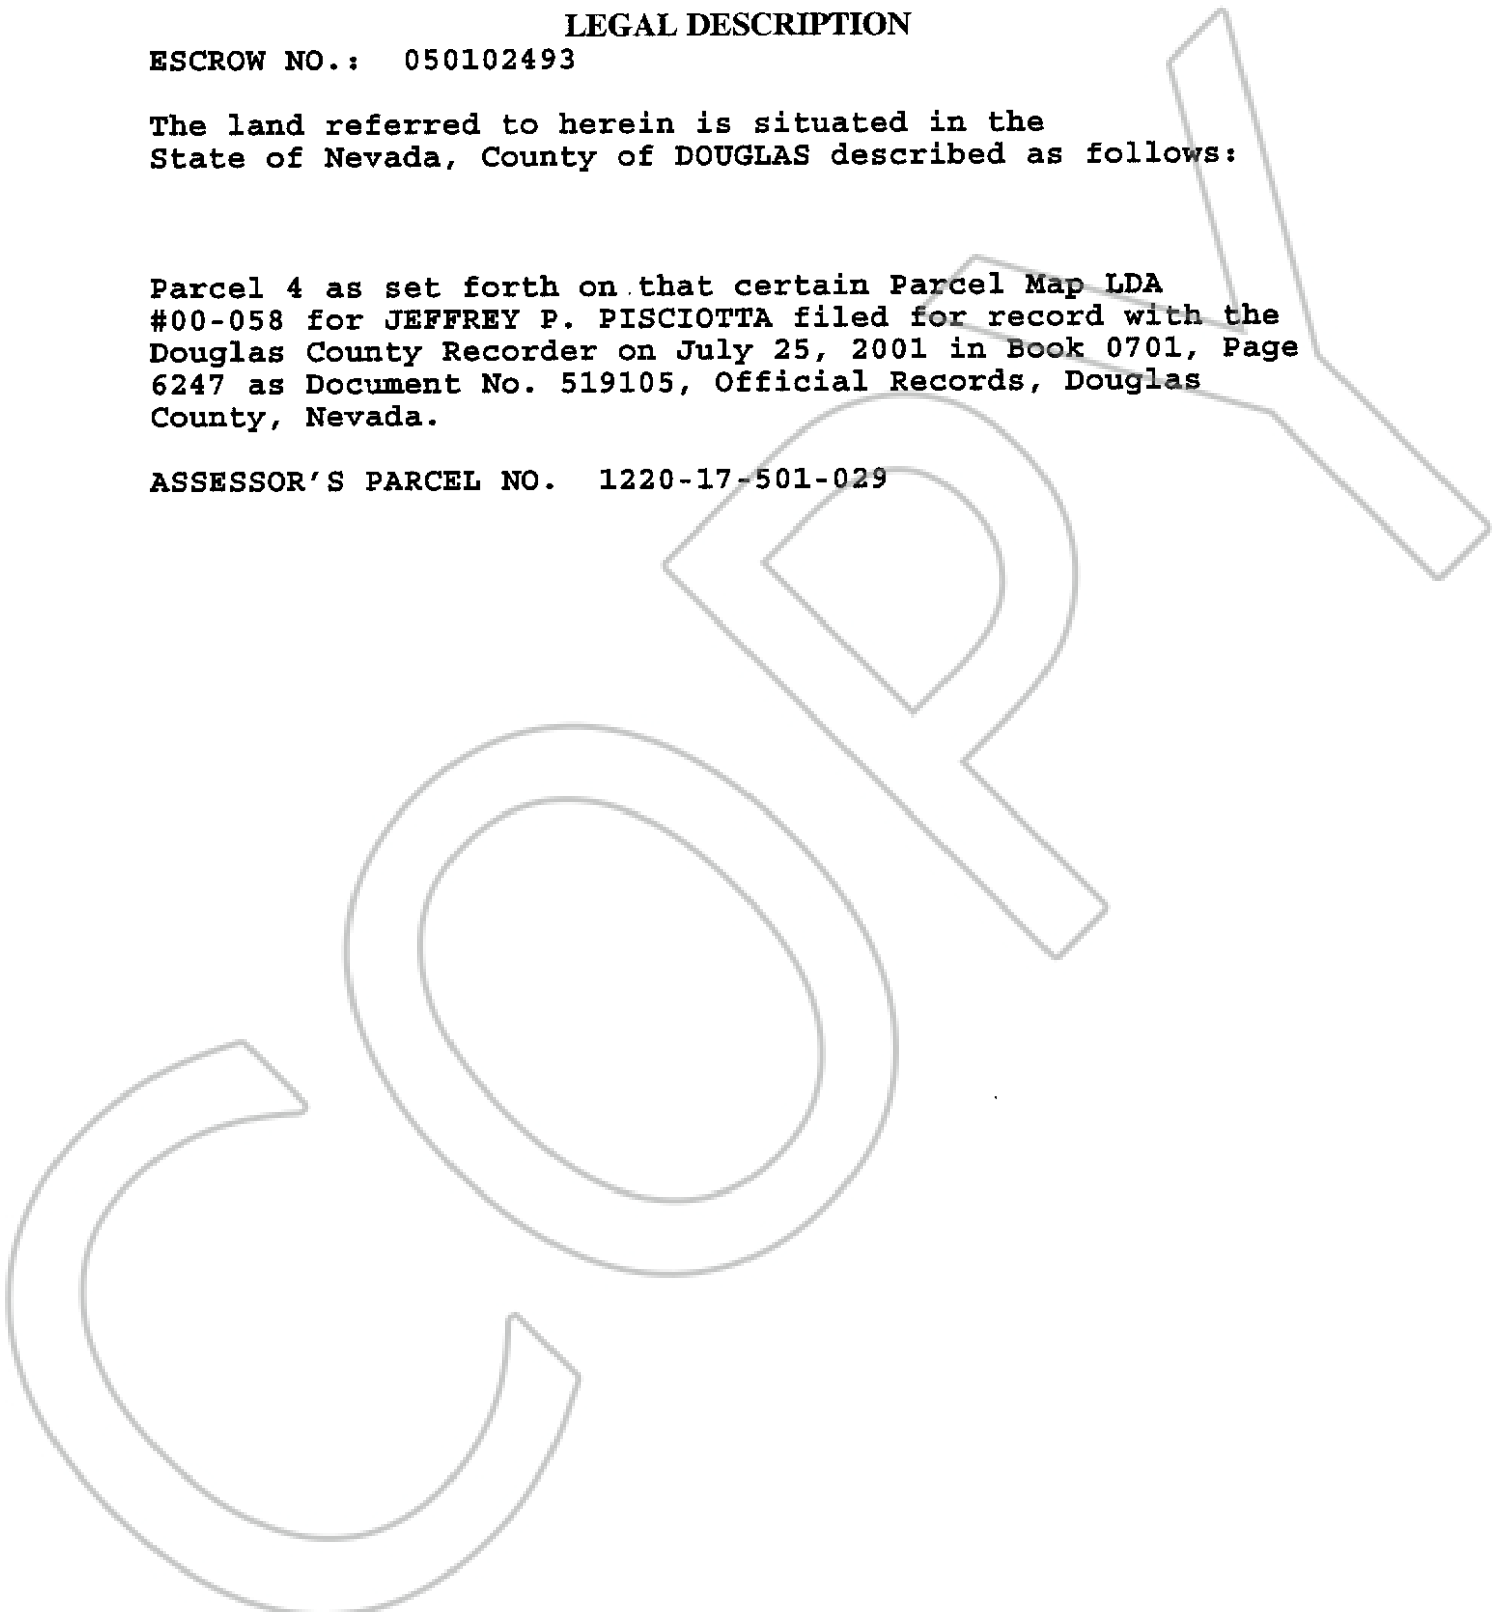 LEGAL DESCRIPTION
ESCROW NO.: 050102493
The land referred to herein is situated in the
State of Nevada, County of DOUGLAS described as follows:
Parcel 4 as set forth on that certain Parcel Map LDA
#00-058 for JEFFREY P. PISCIOTTA filed for record with the
Douglas County Recorder on July 25, 2001 in Book 0701, Page
6247 as Document No. 519105, Official Records, Douglas
County, Nevada.
ASSESSOR'S PARCEL NO. 1220-17-501-029
COPY